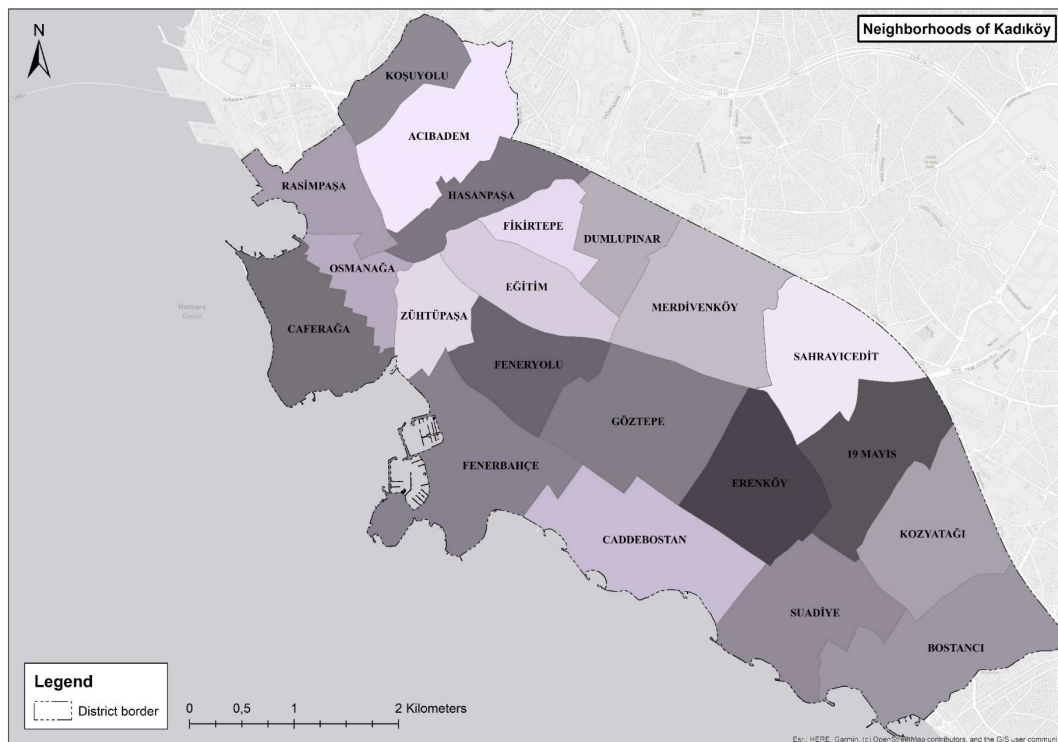 Neighborhoods of Kadıköy
N
KOŞUYOLU
ACIBADEM
RASİMPAŞA
HASANPAŞA
FİKİRTEPE
DUMLUPINAR
OSMANAĞA
EĞİTİM
MERDİVENKÖY
ZÜHTÜPAŞA
CAFERAĞA
SAHRAYICEDİT
FENERYOLU
GÖZTEPE
19 MAYIS
FENERBAHÇE
ERENKÖY
KOZYATAĞI
CADDEBOSTAN
SUADİYE
BOSTANCI
Marmara
Denizi
Legend
District border
0 0,5 1 2 Kilometers
Esri, HERE, Garmin, (c) OpenStreetMap contributors, and the GIS user communi